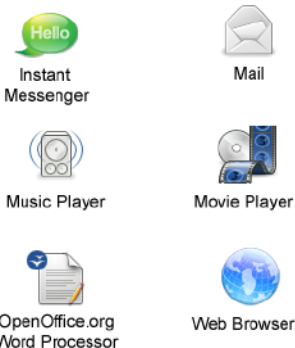 Hello
Instant
Messenger
Mail
Music Player
Movie Player
OpenOffice.org
Word Processor
Web Browser